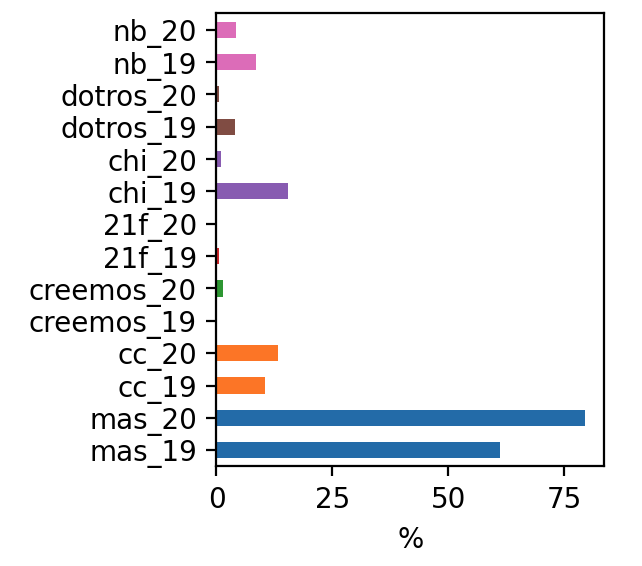 nb_20
nb_19
dotros_20
dotros_19
chi_20
chi_19
21f_20
21f_19
creemos_20
creemos_19
cc_20
cc_19
mas_20
mas_19
0 25 50 75
%